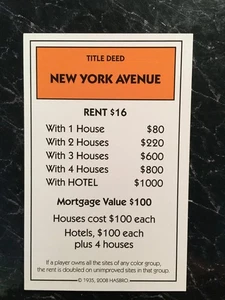 TITLE DEED
NEW YORK AVENUE
RENT $16
With 1 House $80
With 2 Houses $220
With 3 Houses $600
With 4 Houses $800
With HOTEL $1000
Mortgage Value $100
Houses cost $100 each
Hotels, $100 each
plus 4 houses
If a player owns all the sites of any color group,
the rent is doubled on unimproved sites in that group.
© 1935, 2008 HASBRO